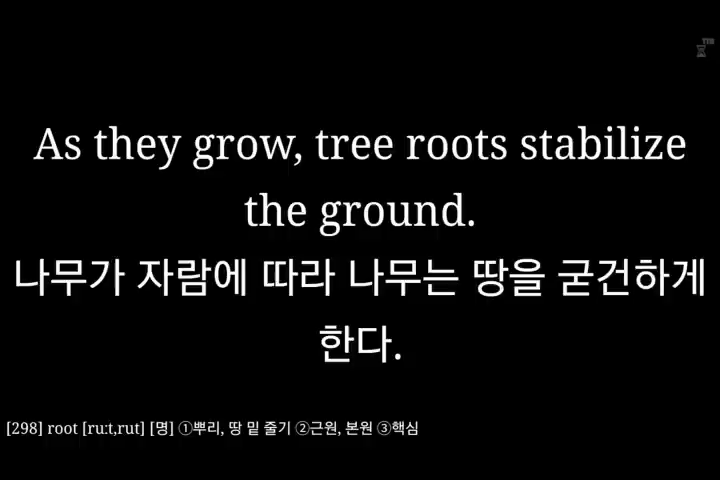 As they grow, tree roots stabilize
the ground.
나무가 자람에 따라 나무는 땅을 굳건하게
한다.
[298] root [ruːt,rut] [명] ①뿌리, 땅 밑 줄기 ②근원, 본원 ③핵심